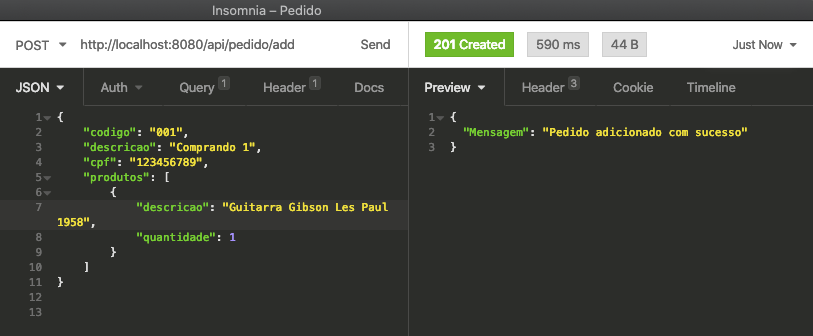 Insomnia – Pedido
POST http://localhost:8080/api/pedido/add Send
201 Created 590 ms 44 B Just Now
JSON Auth Query 1 Header 1 Docs
Preview Header 3 Cookie Timeline
1 {
2 "codigo": "001",
3 "descricao": "Comprando 1",
4 "cpf": "123456789",
5 "produtos": [
6 {
7 "descricao": "Guitarra Gibson Les Paul
1958",
8 "quantidade": 1
9 }
10 ]
11 }
12
13
1 {
2 "Mensagem": "Pedido adicionado com sucesso"
3 }